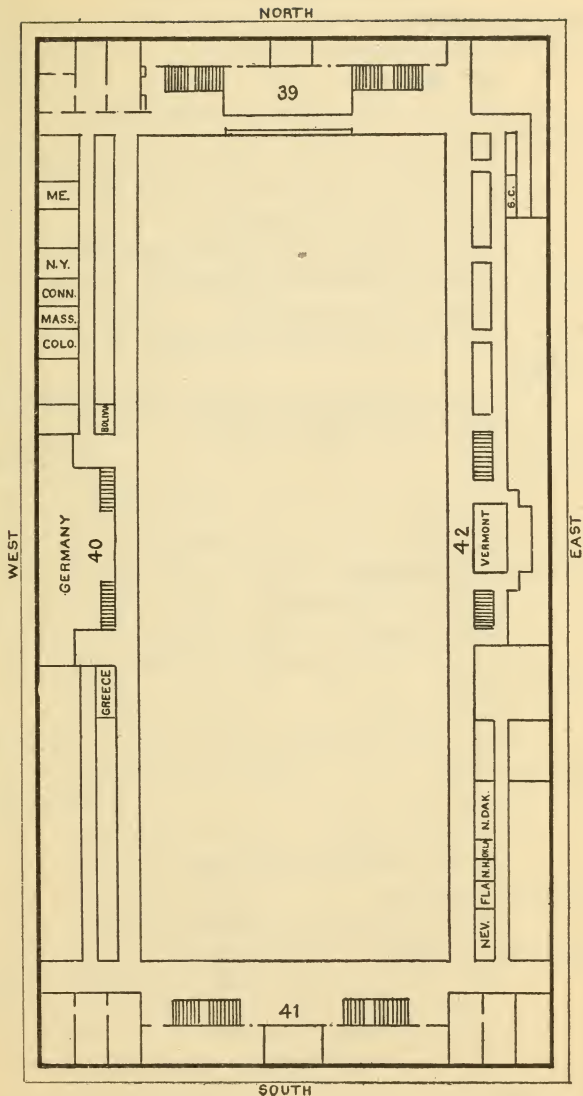 NORTH
39
ME.
N.Y.
CONN.
MASS.
COLO.
BOLIVIA
WEST
GERMANY
40
GREECE
G.C.
42
VERMONT
EAST
N.DAK.
OKLA
N.H.
FLA
NEV.
41
SOUTH